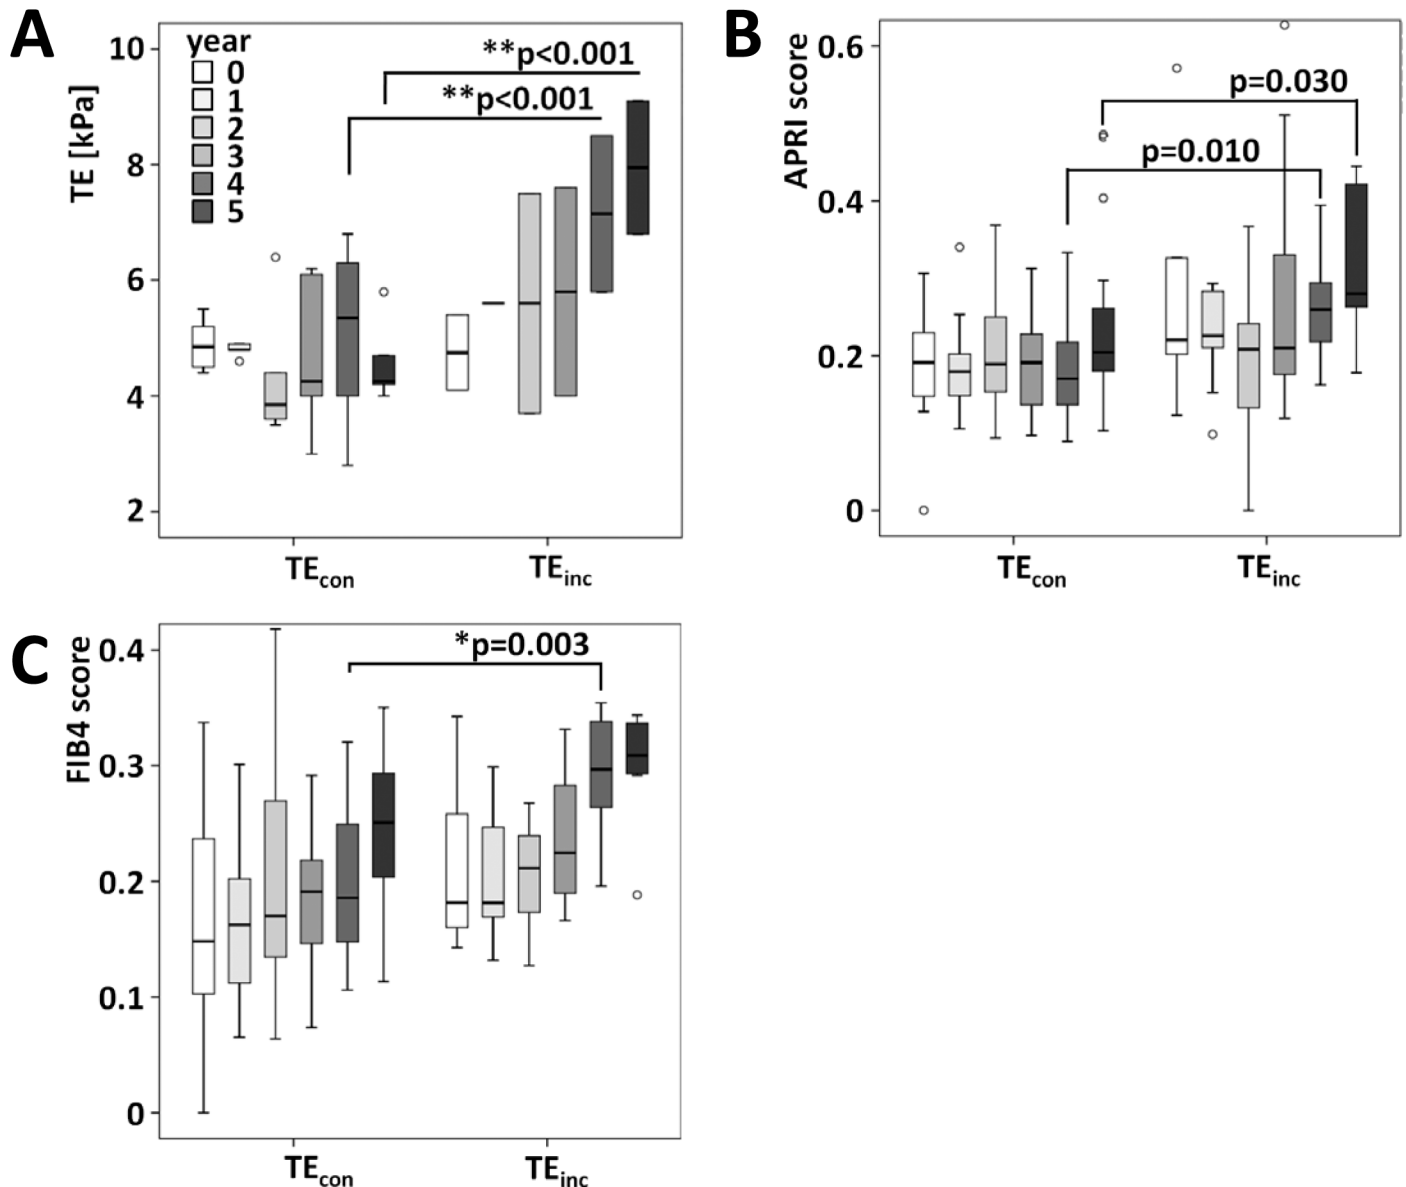 A
TE [kPa]
10
8
6
4
2
year
0
1
2
3
4
5
**p<0.001
**p<0.001
TEcon
TEinc
B
APRI score
0.6
0.4
0.2
0
p=0.030
p=0.010
TEcon
TEinc
C
FIB4 score
0.4
0.3
0.2
0.1
0
*p=0.003
TEcon
TEinc